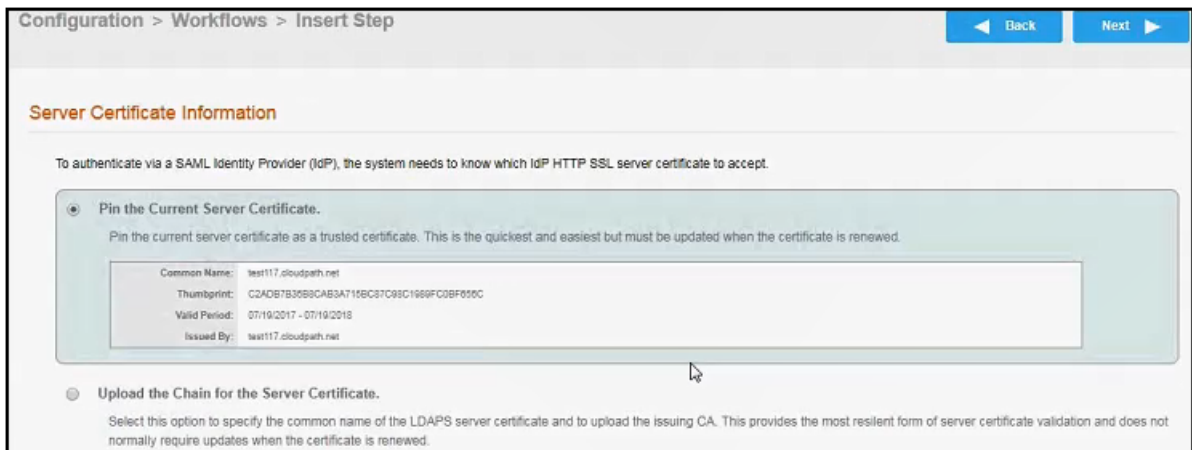 Configuration > Workflows > Insert Step
Back
Next
Server Certificate Information
To authenticate via a SAML Identity Provider (IdP), the system needs to know which IdP HTTP SSL server certificate to accept.
Pin the Current Server Certificate.
Pin the current server certificate as a trusted certificate. This is the quickest and easiest but must be updated when the certificate is renewed.
Common Name: test117.cloudpath.net
Thumbprint:
Valid Period: 07/19/2017 - 07/19/2018
Issued By: test117.cloudpath.net
Upload the Chain for the Server Certificate.
Select this option to specify the common name of the LDAPS server certificate and to upload the issuing CA. This provides the most resilent form of server certificate validation and does not
normally require updates when the certificate is renewed.